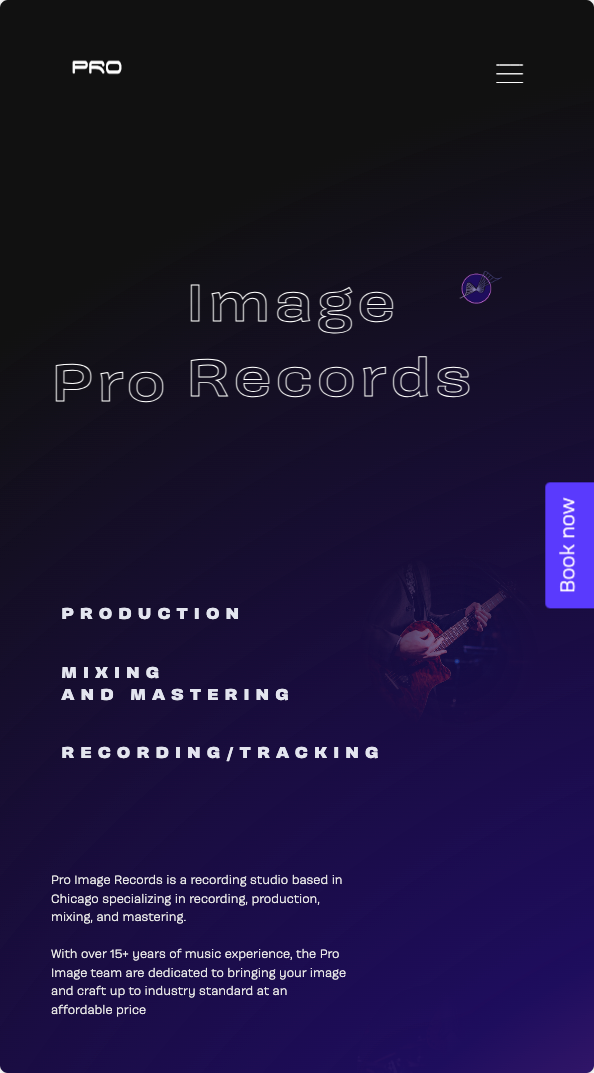 PRO
Image
Pro Records
Book now
PRODUCTION
MIXING
AND MASTERING
RECORDING/TRACKING
Pro Image Records is a recording studio based in
Chicago specializing in recording, production,
mixing, and mastering.
With over 15+ years of music experience, the Pro
Image team are dedicated to bringing your image
and craft up to industry standard at an
affordable price